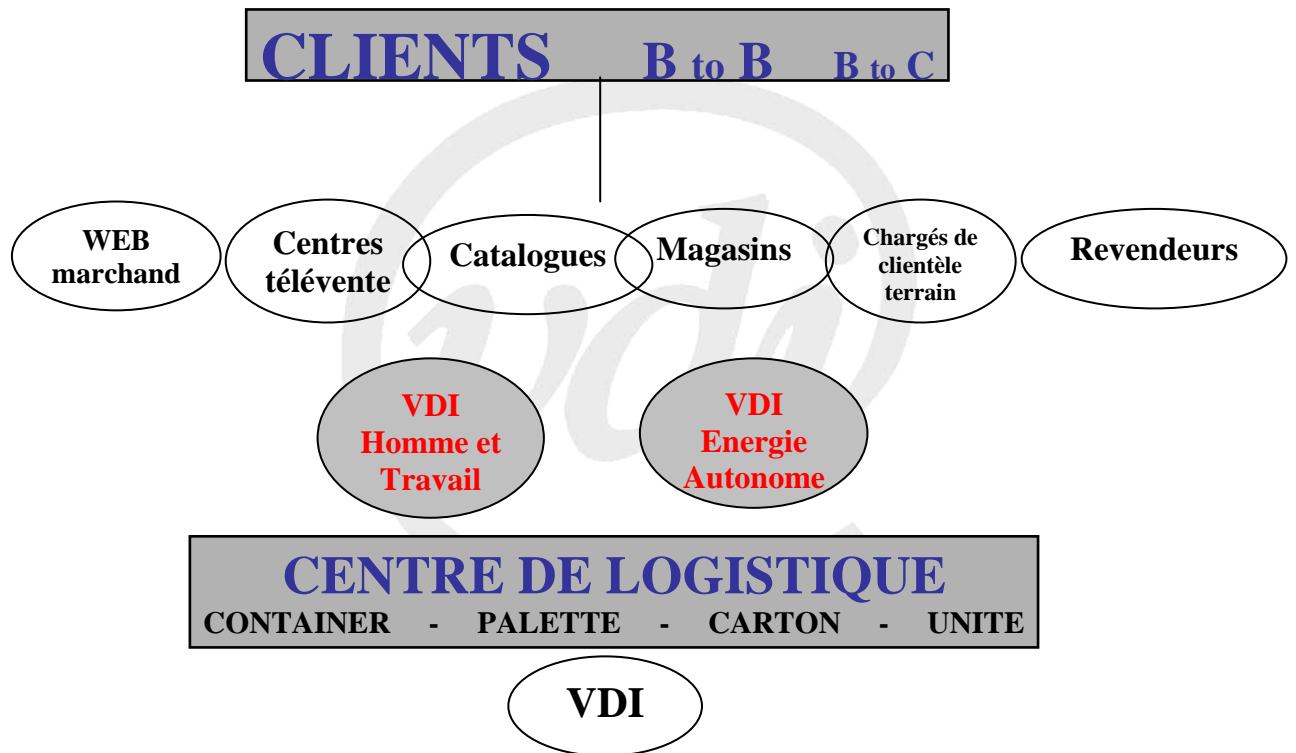 CLIENTS B to B B to C
WEB
marchand
Centres
télévente
Catalogues
Magasins
Chargés de
clientèle
terrain
Revendeurs
vdi
VDI
Homme et
Travail
VDI
Energie
Autonome
CENTRE DE LOGISTIQUE
CONTAINER - PALETTE - CARTON - UNITE
VDI